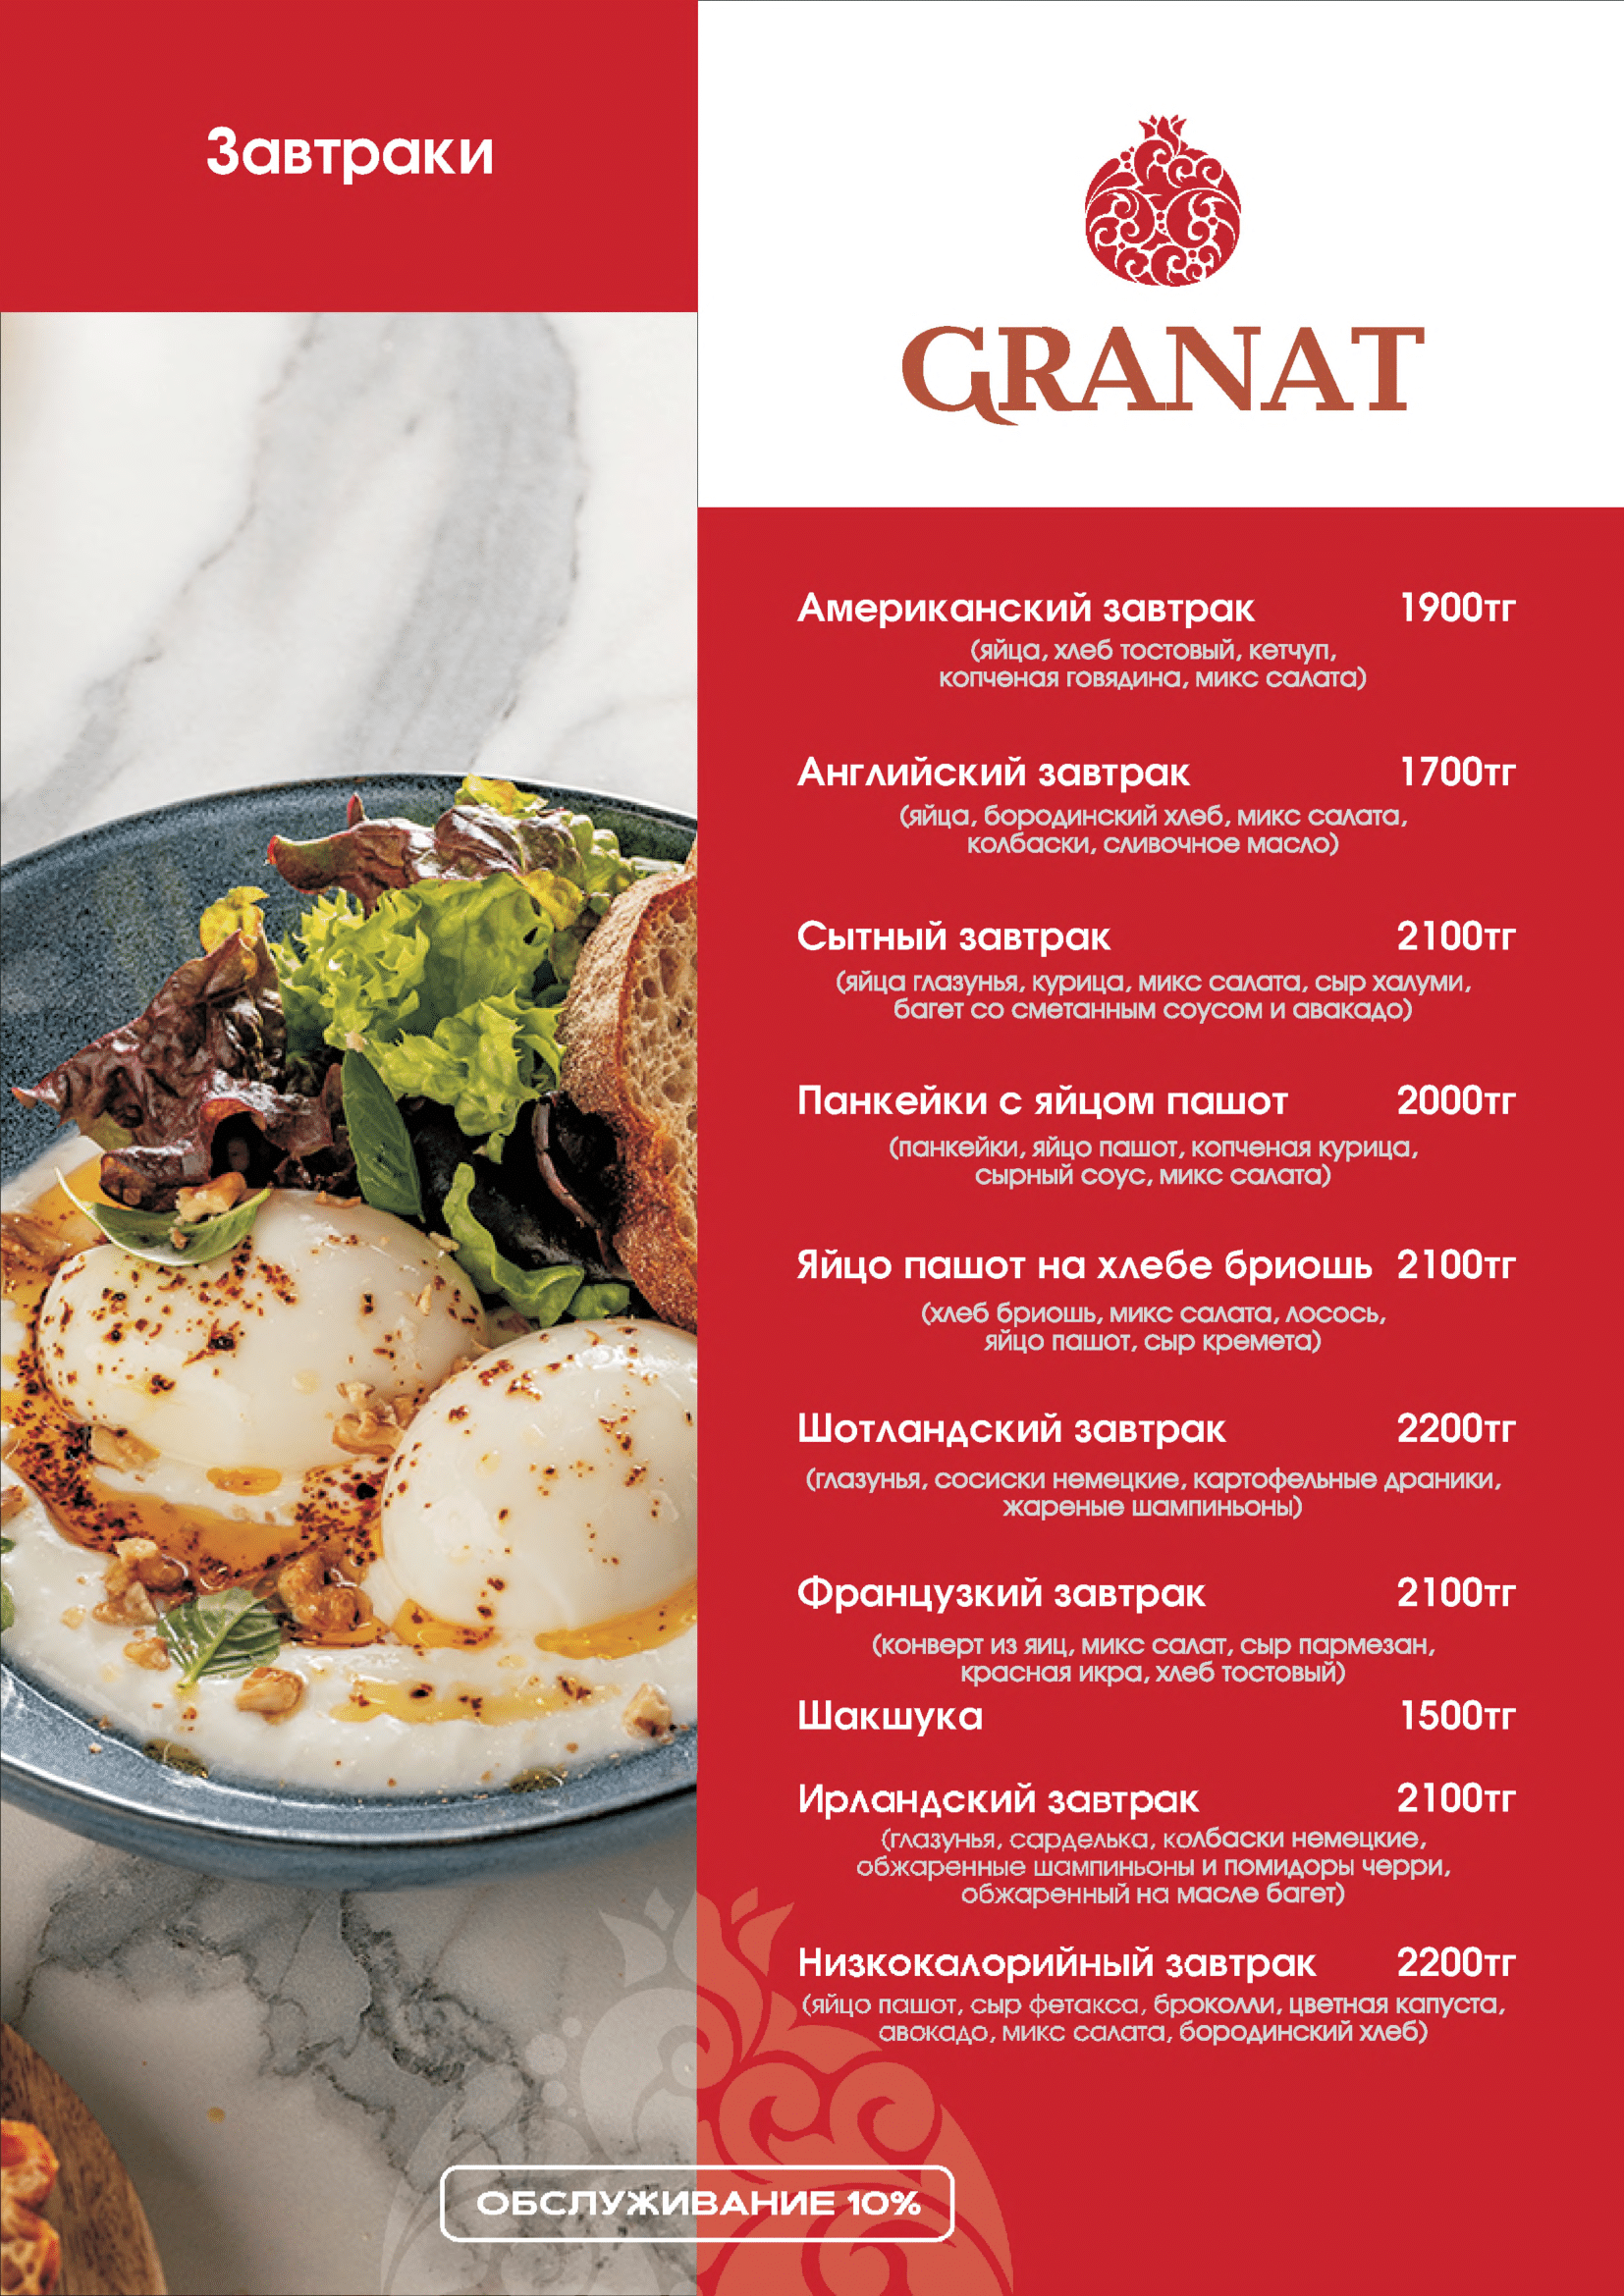 Завтраки
GRANAT
Американский завтрак 1900тг
(яйца, хлеб тостовый, кетчуп,
копченая говядина, микс салата)
Английский завтрак 1700тг
(яйца, бородинский хлеб, микс салата,
колбаски, сливочное масло)
Сытный завтрак 2100тг
(яйца глазунья, курица, микс салата, сыр халуми,
багет со сметанным соусом и авакадо)
Панкейки с яйцом пашот 2000тг
(панкейки, яйцо пашот, копченая курица,
сырный соус, микс салата)
Яйцо пашот на хлебе бриошь 2100тг
(хлеб бриошь, микс салата, лосось,
яйцо пашот, сыр кремета)
Шотландский завтрак 2200тг
(глазунья, сосиски немецкие, картофельные драники,
жареные шампиньоны)
Французкий завтрак 2100тг
(конверт из яиц, микс салат, сыр пармезан,
красная икра, хлеб тостовый)
Шакшука 1500тг
Ирландский завтрак 2100тг
(глазунья, сарделька, колбаски немецкие,
обжаренные шампиньоны и помидоры черри,
обжаренный на масле багет)
Низкокалорийный завтрак 2200тг
(яйцо пашот, сыр фетакса, броколли, цветная капуста,
авокадо, микс салата, бородинский хлеб)
ОБСЛУЖИВАНИЕ 10%